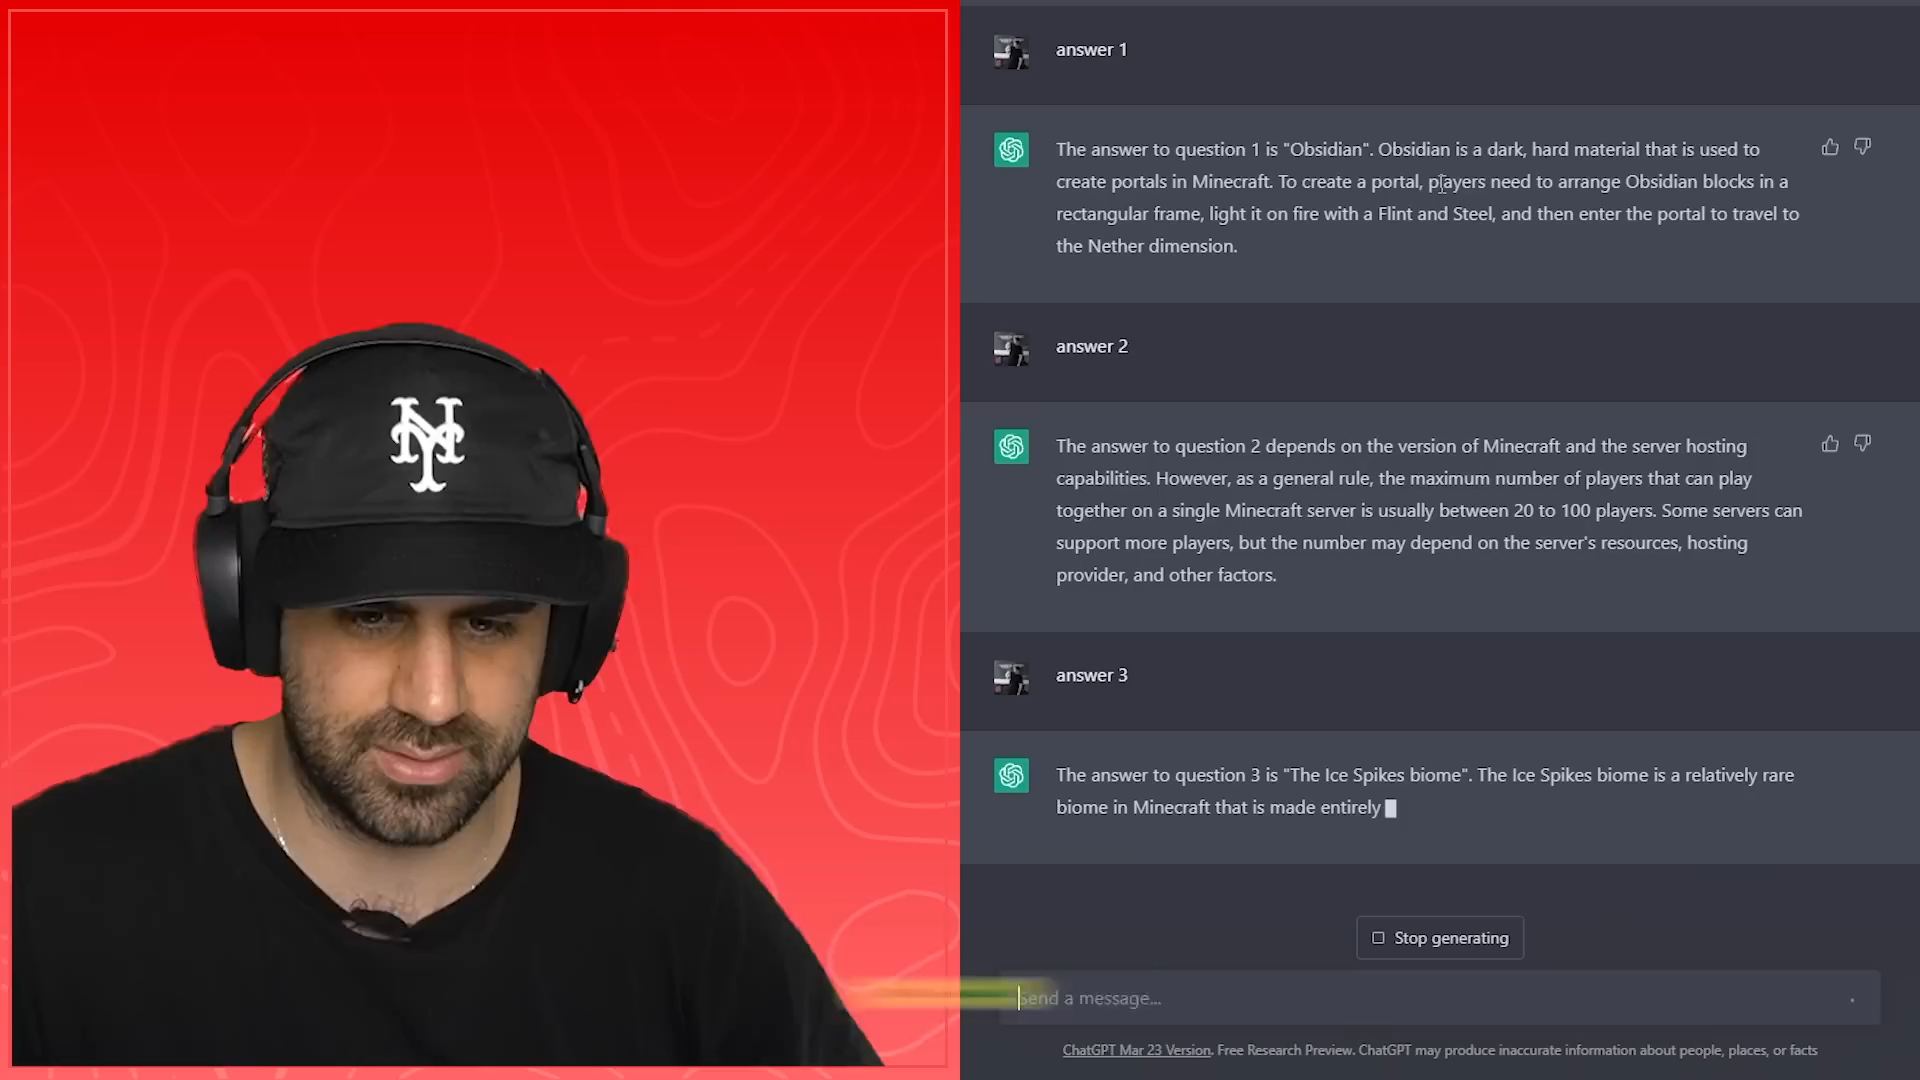 NY
answer 1
The answer to question 1 is "Obsidian". Obsidian is a dark, hard material that is used to
create portals in Minecraft. To create a portal, players need to arrange Obsidian blocks in a
rectangular frame, light it on fire with a Flint and Steel, and then enter the portal to travel to
the Nether dimension.
answer 2
The answer to question 2 depends on the version of Minecraft and the server hosting
capabilities. However, as a general rule, the maximum number of players that can play
together on a single Minecraft server is usually between 20 to 100 players. Some servers can
support more players, but the number may depend on the server's resources, hosting
provider, and other factors.
answer 3
The answer to question 3 is "The Ice Spikes biome". The Ice Spikes biome is a relatively rare
biome in Minecraft that is made entirely
Stop generating
Send a message...
ChatGPT Mar 23 Version. Free Research Preview. ChatGPT may produce inaccurate information about people, places, or facts